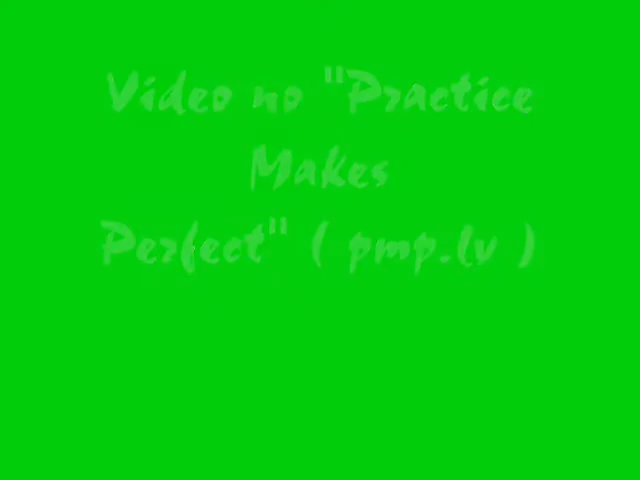 Video no "Practice
Makes
Perfect" ( pmp.lv )